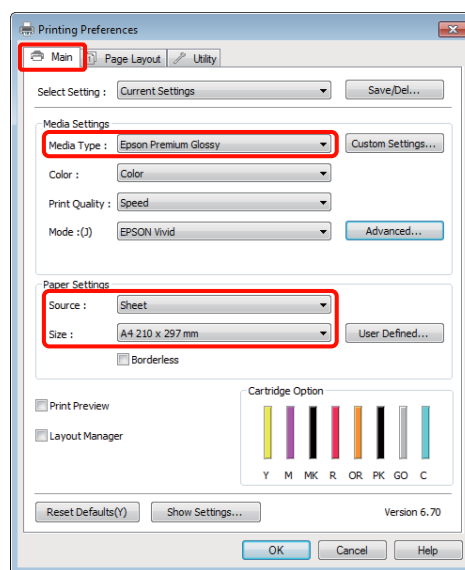 Printing Preferences
Main Page Layout Utility
Select Setting : Current Settings Save/Del...
Media Settings
Media Type : Epson Premium Glossy Custom Settings...
Color : Color
Print Quality : Speed
Mode :(J) EPSON Vivid Advanced...
Paper Settings
Source : Sheet
Size : A4 210 x 297 mm User Defined...
Borderless
Cartridge Option
Print Preview
Layout Manager
Y M MK R OR PK GO C
Reset Defaults(Y) Show Settings... Version 6.70
OK Cancel Help